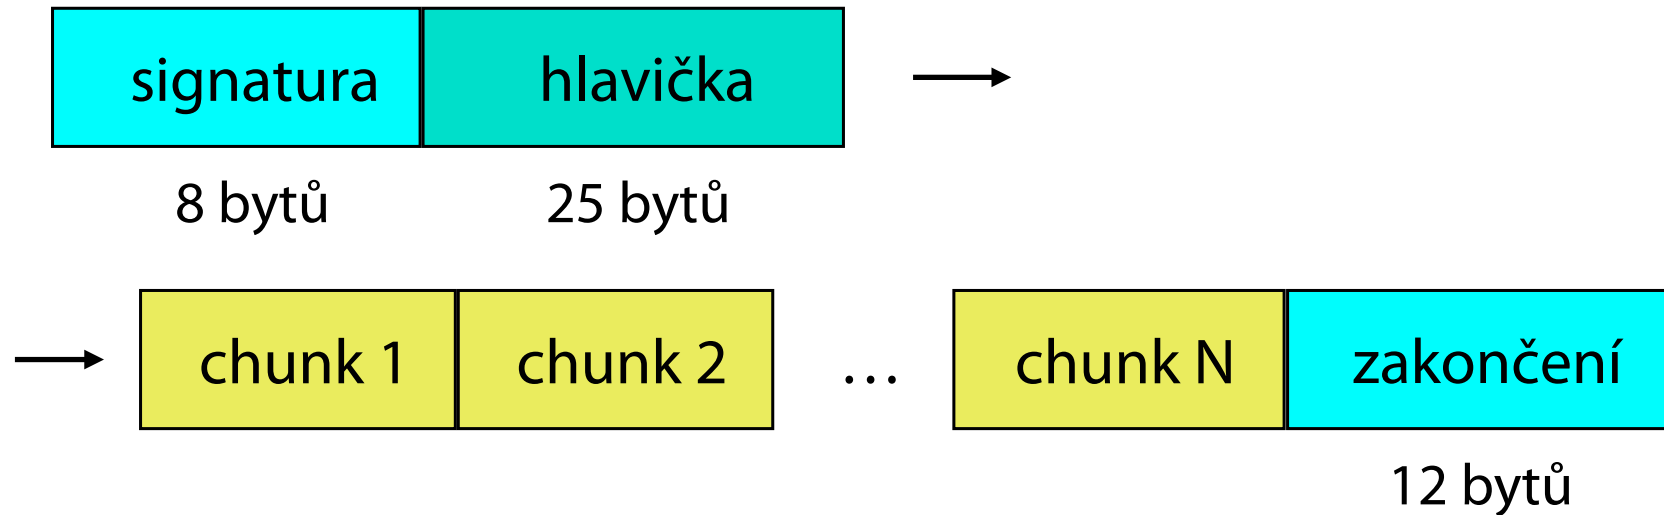 signatura hlavička
8 bytů 25 bytů
chunk 1 chunk 2 ... chunk N zakončení
12 bytů